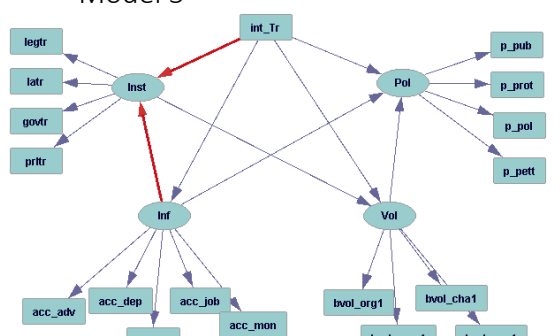 int_Tr
legtr
p_pub
latr
Inst
Pol
p_prot
govtr
p_pol
prltr
p_pett
Inf
Vol
acc_dep
acc_job
bvol_org1
bvol_cha1
acc_adv
acc_mon